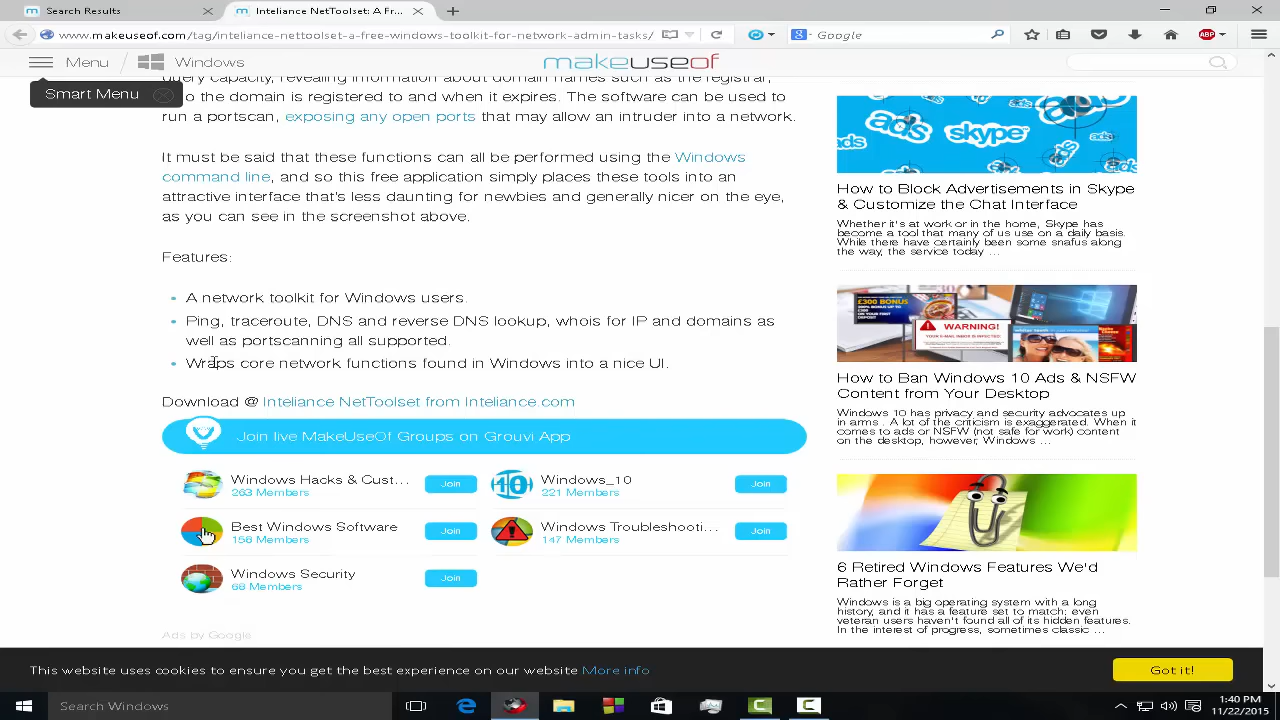 Search Results
Inteliance NetToolset: A Fr...
www.makeuseof.com/tag/inteliance-nettoolset-a-free-windows-toolkit-for-network-admin-tasks/
Google
ABP
Menu
Windows
makeuseof
Smart Menu
query capacity, revealing information about domain names such as the registrar,
the domain is registered to and when it expires. The software can be used to
run a portscan, exposing any open ports that may allow an intruder into a network.
It must be said that these functions can all be performed using the Windows
command line, and so this free application simply places these tools into an
attractive interface that's less daunting for newbies and generally nicer on the eye,
as you can see in the screenshot above.
Features:
A network toolkit for Windows users.
Ping, traceroute, DNS and reverse DNS lookup, whois for IP and domains as
well as supported.
Wraps core network functions found in Windows into a nice UI.
Download @ Inteliance NetToolset from Inteliance.com
Join live MakeUseOf Groups on Grouvi App
Windows Hacks & Cust...
263 Members
Join
Windows_10
221 Members
Join
Best Windows Software
156 Members
Join
Windows Troubleshooti...
147 Members
Join
Windows Security
68 Members
Join
Ads by Google
ads
skype
ads
ads
How to Block Advertisements in Skype
& Customize the Chat Interface
Whether it's at work or in the home, Skype has
become a tool that many of us use on a daily basis.
While there have certainly been some snafus along
the way, the service today ...
£300 BONUS!
WARNING!
How to Ban Windows 10 Ads & NSFW
Content from Your Desktop
Windows 10 has privacy and security advocates up
in arms . A lot of the criticism is exaggerated. When it
comes to ads or NSFW (not safe for work) content
on the desktop, however, Windows ...
6 Retired Windows Features We'd
Rather Forget
Windows is a big operating system with a long
history, and it has a feature set to match; even
veteran users haven't found all of its hidden features.
In the interest of progress, sometimes classic ...
This website uses cookies to ensure you get the best experience on our website More info
Got it!
Search Windows
1:40 PM
11/22/2015